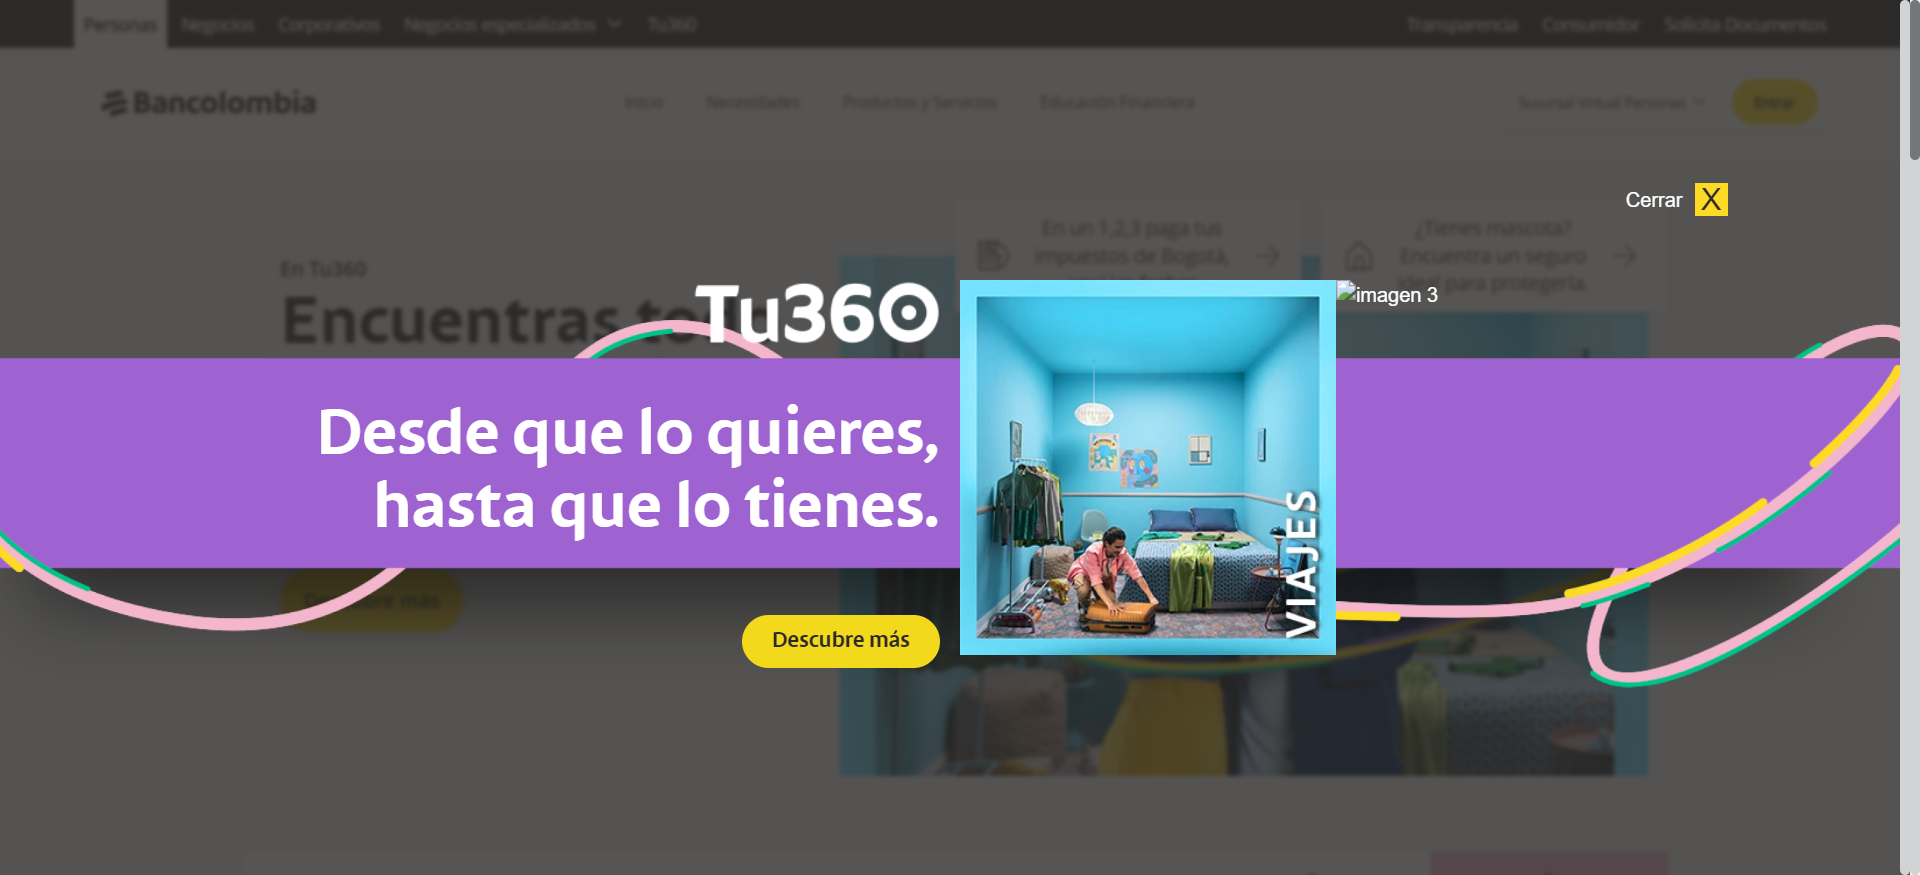 Personas Negocios Corporativos Negocios especializados Tu360 Transparencia Consumidor Solicita Documentos
Bancolombia Inicio Necesidades Productos y Servicios Educación Financiera Sucursal Virtual Personas Entrar
Cerrar X
En un 1,2,3 paga tus
impuestos de Bogotá,
¿Tienes mascota?
Encuentra un seguro
ideal para protegerla.
En Tu360
Encuentras todo
Tu360
imagen 3
Desde que lo quieres,
hasta que lo tienes.
VIAJES
Descubre más
Descubre más